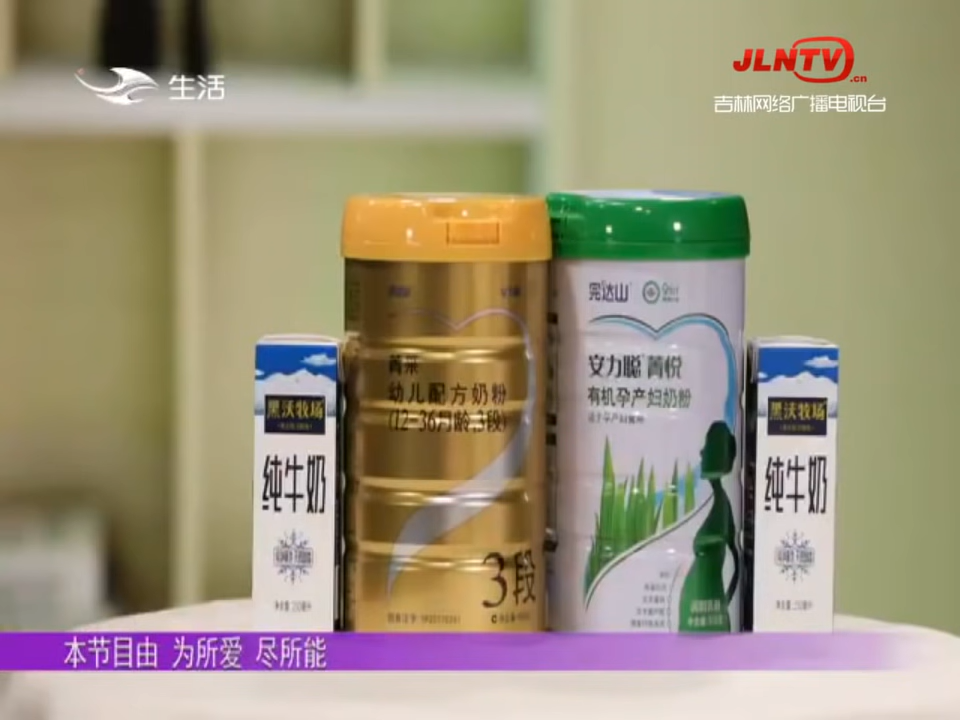 生活
JLNTV.cn
吉林网络广播电视台
菁采
幼儿配方奶粉
(12-36月龄,3段)
3段
完达山
安力聪 菁悦
有机孕产妇奶粉
黑沃牧场
纯牛奶
黑沃牧场
纯牛奶
本节目由 为所爱 尽所能